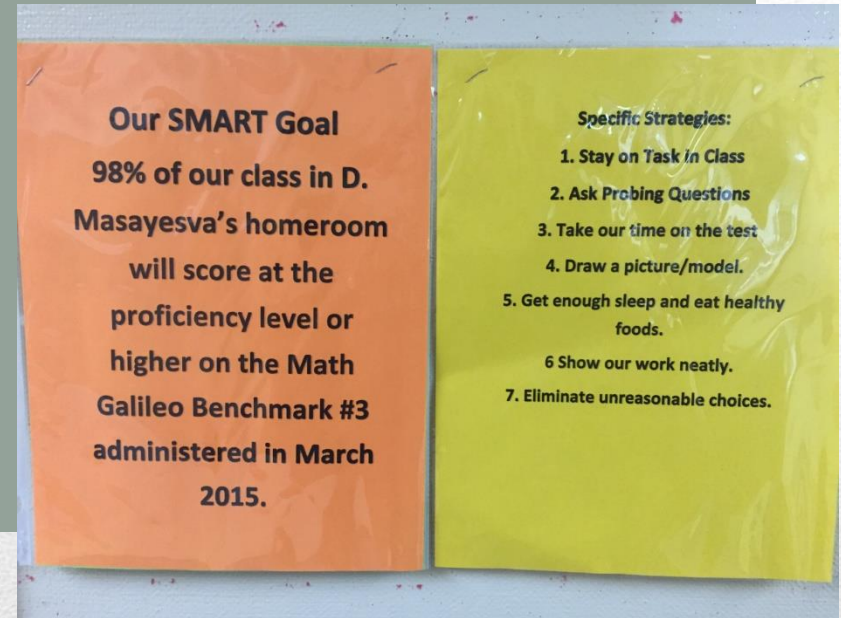 Our SMART Goal
98% of our class in D.
Masayesva's homeroom
will score at the
proficiency level or
higher on the Math
Galileo Benchmark #3
administered in March
2015.
Specific Strategies:
1. Stay on Task in Class
2. Ask Probing Questions
3. Take our time on the test
4. Draw a picture/model.
5. Get enough sleep and eat healthy
foods.
6 Show our work neatly.
7. Eliminate unreasonable choices.